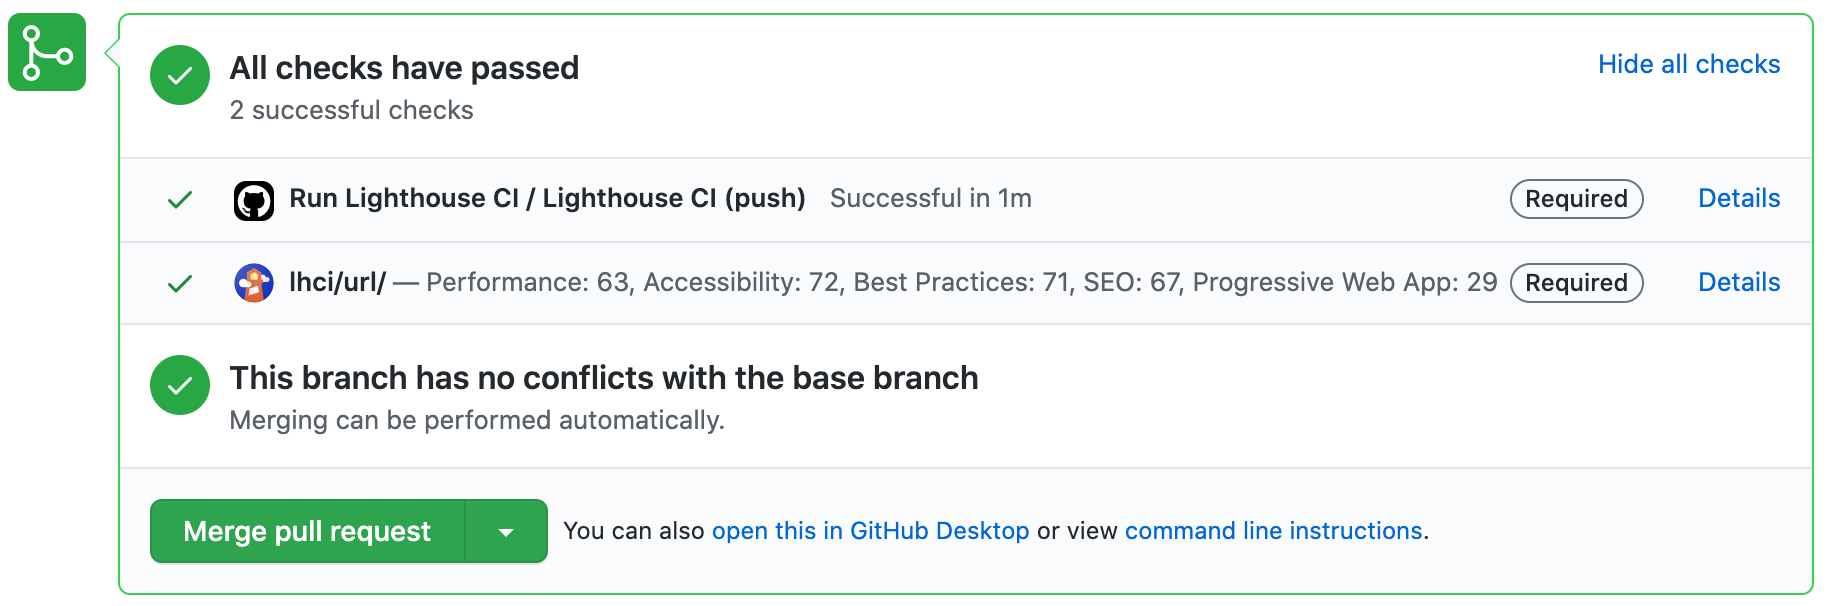 All checks have passed
Hide all checks
2 successful checks
Run Lighthouse CI / Lighthouse CI (push) Successful in 1m Required Details
lhci/url/ — Performance: 63, Accessibility: 72, Best Practices: 71, SEO: 67, Progressive Web App: 29 Required Details
This branch has no conflicts with the base branch
Merging can be performed automatically.
Merge pull request You can also open this in GitHub Desktop or view command line instructions.